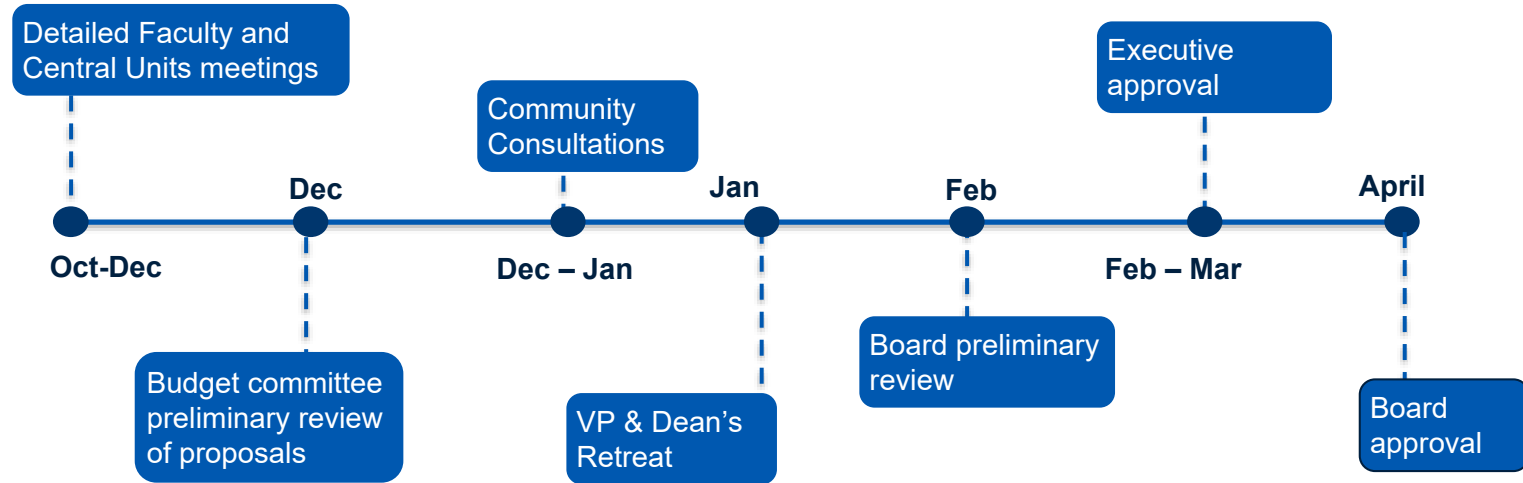 Detailed Faculty and
Central Units meetings
Oct-Dec
Dec
Budget committee
preliminary review
of proposals
Community
Consultations
Dec – Jan
Jan
VP & Dean’s
Retreat
Feb
Board preliminary
review
Executive
approval
Feb – Mar
April
Board
approval